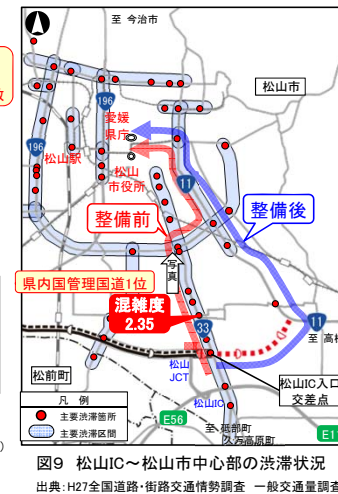 至 今治市
196
松山市
196
愛媛
県庁
松山駅
松山
市役所
11
整備前
整備後
写真
県内国管理国道1位
混雑度
2.35
33
11
至 高松
松山
JCT
松山IC
松山IC入口
交差点
松前町
凡 例
主要渋滞箇所
主要渋滞区間
E56
至 砥部町
久万高原町
E11
図9 松山IC~松山市中心部の渋滞状況
出典:H27全国道路・街路交通情勢調査 一般交通量調査